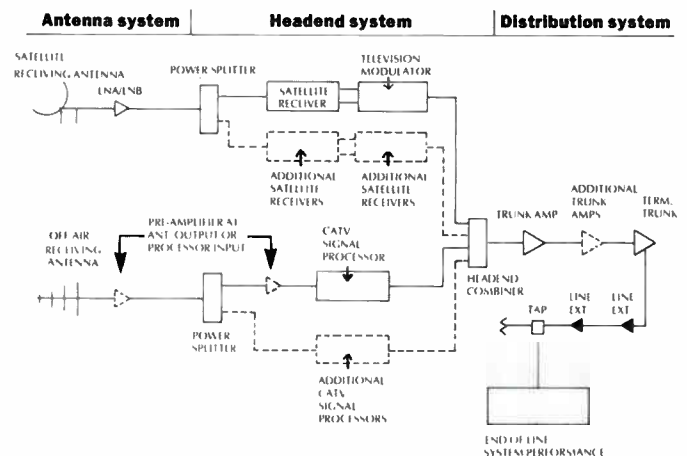 Antenna system
Headend system
Distribution system
SATELLITE
RECEIVING ANTENNA
LNA/LNB
POWER SPLITTER
SATELLITE
RECEIVER
TELEVISION
MODULATOR
ADDITIONAL
SATELLITE
RECEIVERS
ADDITIONAL
SATELLITE
RECEIVERS
OFF AIR
RECEIVING
ANTENNA
PRE-AMPLIFIER AT
ANT. OUTPUT OR
PROCESSOR INPUT
CATV
SIGNAL
PROCESSOR
POWER
SPLITTER
ADDITIONAL
CATV
SIGNAL
PROCESSORS
HEADEND
COMBINER
TRUNK AMP
ADDITIONAL
TRUNK
AMPS
TERM.
TRUNK
TAP
LINE
EXT
LINE
EXT
END OF LINE
SYSTEM PERFORMANCE